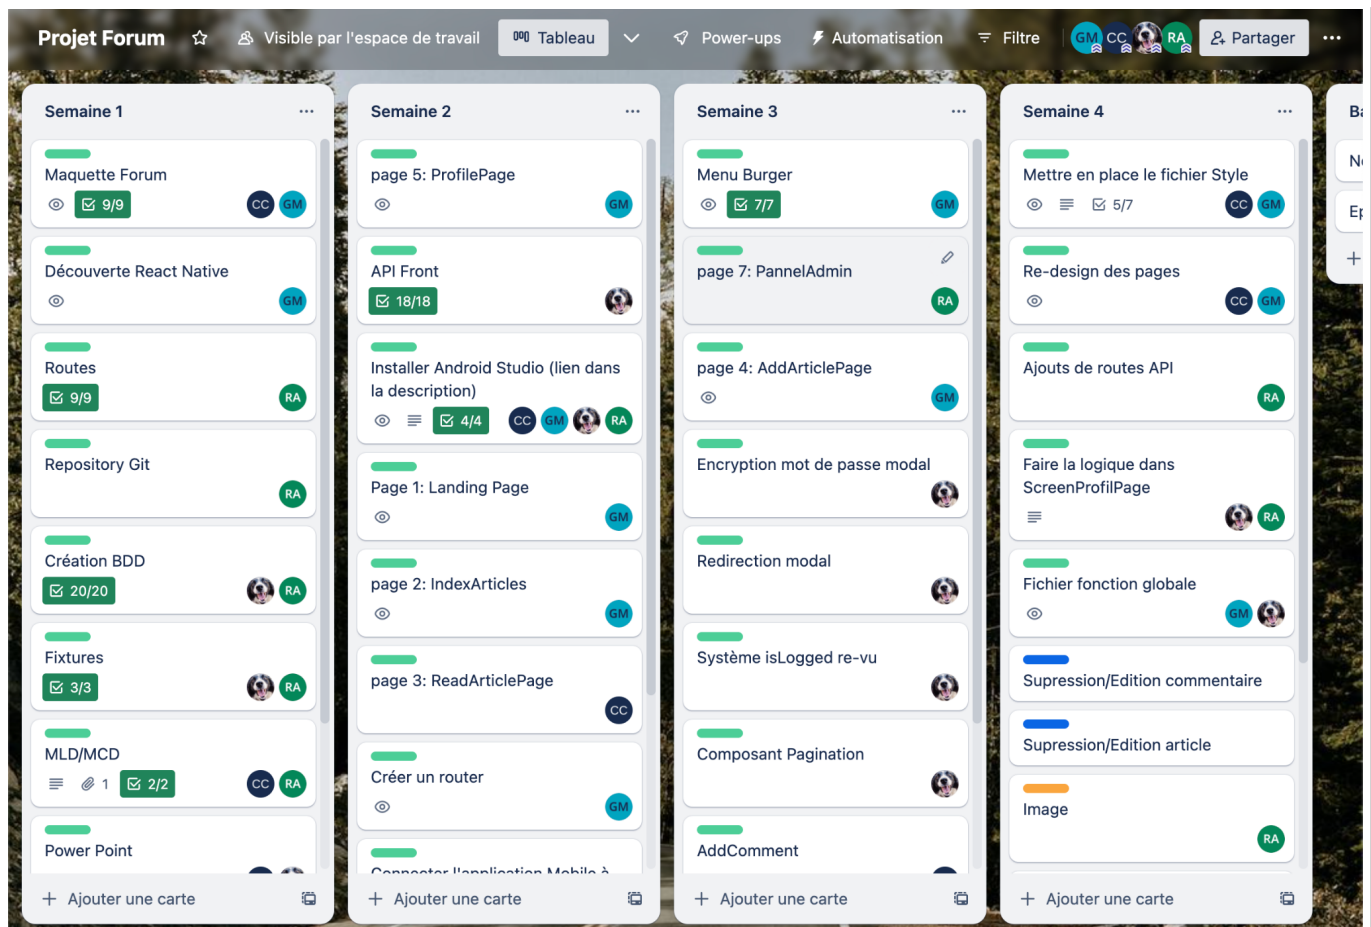 Projet Forum
Visible par l'espace de travail
Tableau
Power-ups
Automatisation
Filtre
GM
CC
RA
Partager
Semaine 1
Maquette Forum
9/9
CC
GM
Découverte React Native
GM
Routes
9/9
RA
Repository Git
RA
Création BDD
20/20
RA
Fixtures
3/3
RA
MLD/MCD
1
2/2
CC
RA
Power Point
Ajouter une carte
Semaine 2
page 5: ProfilePage
GM
API Front
18/18
Installer Android Studio (lien dans
la description)
4/4
CC
GM
RA
Page 1: Landing Page
GM
page 2: IndexArticles
GM
page 3: ReadArticlePage
CC
Créer un router
GM
Connecter l'application Mobile à
Ajouter une carte
Semaine 3
Menu Burger
7/7
GM
page 7: PannelAdmin
RA
page 4: AddArticlePage
GM
Encryption mot de passe modal
Redirection modal
Système isLogged re-vu
Composant Pagination
AddComment
Ajouter une carte
Semaine 4
Mettre en place le fichier Style
5/7
CC
GM
Re-design des pages
CC
GM
Ajouts de routes API
RA
Faire la logique dans
ScreenProfilPage
RA
Fichier fonction globale
GM
Supression/Edition commentaire
Supression/Edition article
Image
RA
Ajouter une carte